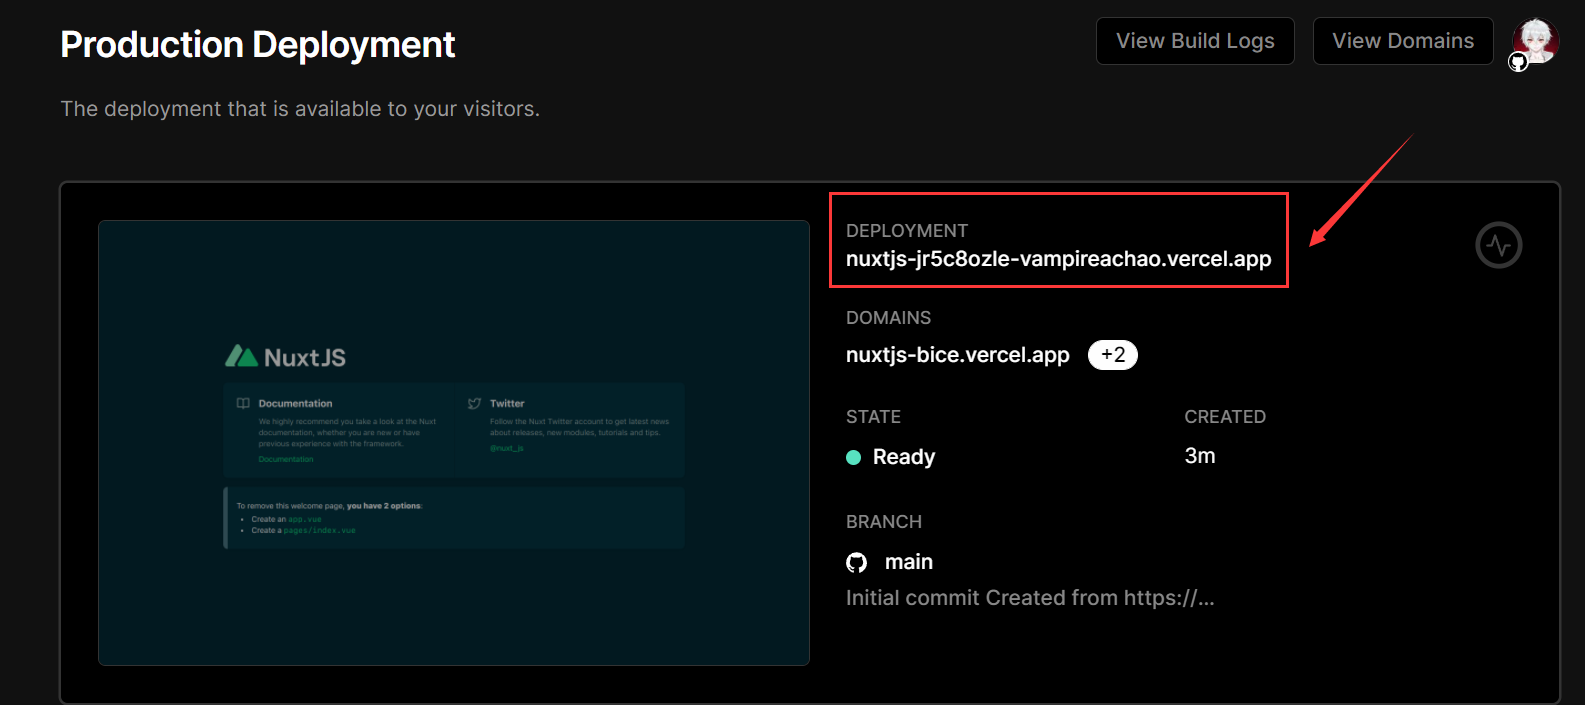 Production Deployment
View Build Logs
View Domains
The deployment that is available to your visitors.
DEPLOYMENT
nuxtjs-jr5c8ozle-vampireachao.vercel.app
DOMAINS
nuxtjs-bice.vercel.app +2
STATE
Ready
CREATED
3m
BRANCH
main
Initial commit Created from https://...
NuxtJS
Documentation
We highly recommend you take a look at the Nuxt
documentation, whether you are new or have
previous experience with the framework.
Documentation
Twitter
Follow the Nuxt Twitter account to get latest news
about releases, new modules, tutorials and tips.
@nuxt_js
To remove this welcome page, you have 2 options:
• Create an app.vue
• Create a pages/index.vue